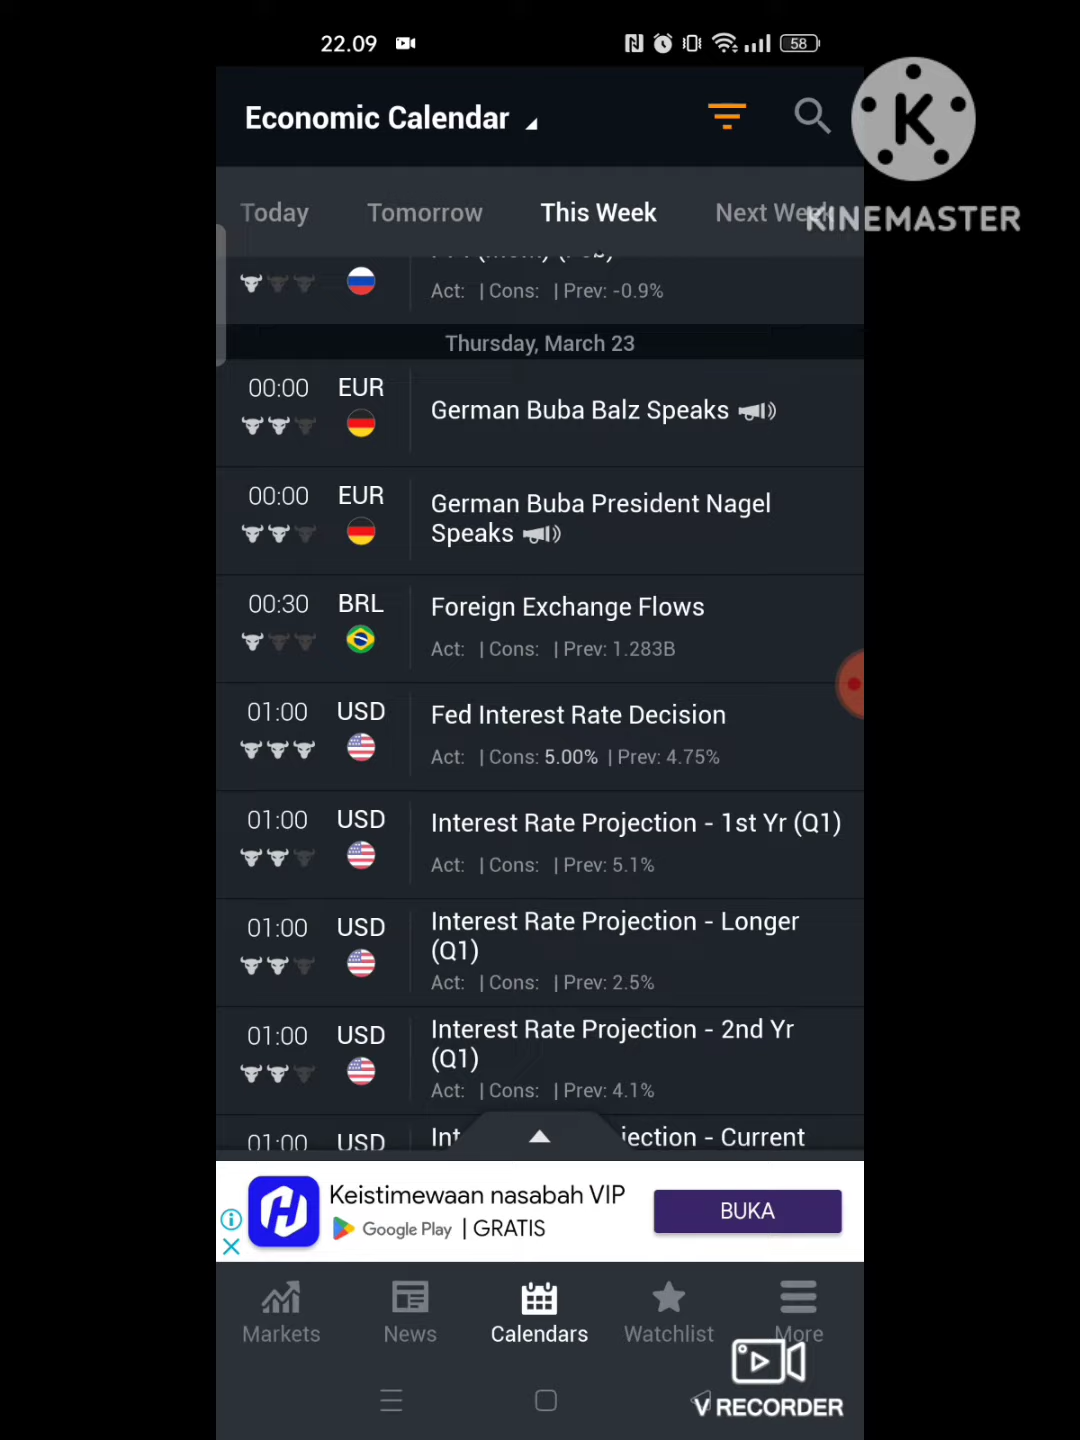 22.09
58
Economic Calendar
KINEMASTER
Today Tomorrow This Week Next Week
Act: | Cons: | Prev: -0.9%
Thursday, March 23
00:00 EUR German Buba Balz Speaks
00:00 EUR German Buba President Nagel
Speaks
00:30 BRL Foreign Exchange Flows
Act: | Cons: | Prev: 1.283B
01:00 USD Fed Interest Rate Decision
Act: | Cons: 5.00% | Prev: 4.75%
01:00 USD Interest Rate Projection - 1st Yr (Q1)
Act: | Cons: | Prev: 5.1%
01:00 USD Interest Rate Projection - Longer
(Q1)
Act: | Cons: | Prev: 2.5%
01:00 USD Interest Rate Projection - 2nd Yr
(Q1)
Act: | Cons: | Prev: 4.1%
01:00 USD Int jection - Current
Keistimewaan nasabah VIP
Google Play | GRATIS
BUKA
Markets News Calendars Watchlist More
V RECORDER